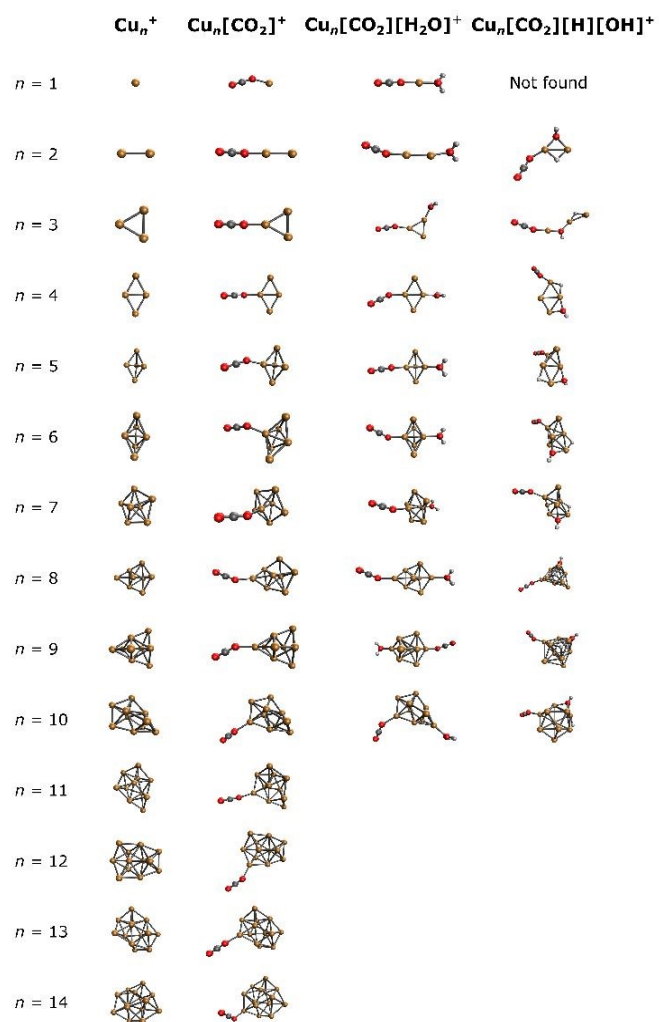 Cuₙ⁺ Cuₙ[CO₂]⁺ Cuₙ[CO₂][H₂O]⁺ Cuₙ[CO₂][H][OH]⁺
n = 1 Not found
n = 2
n = 3
n = 4
n = 5
n = 6
n = 7
n = 8
n = 9
n = 10
n = 11
n = 12
n = 13
n = 14